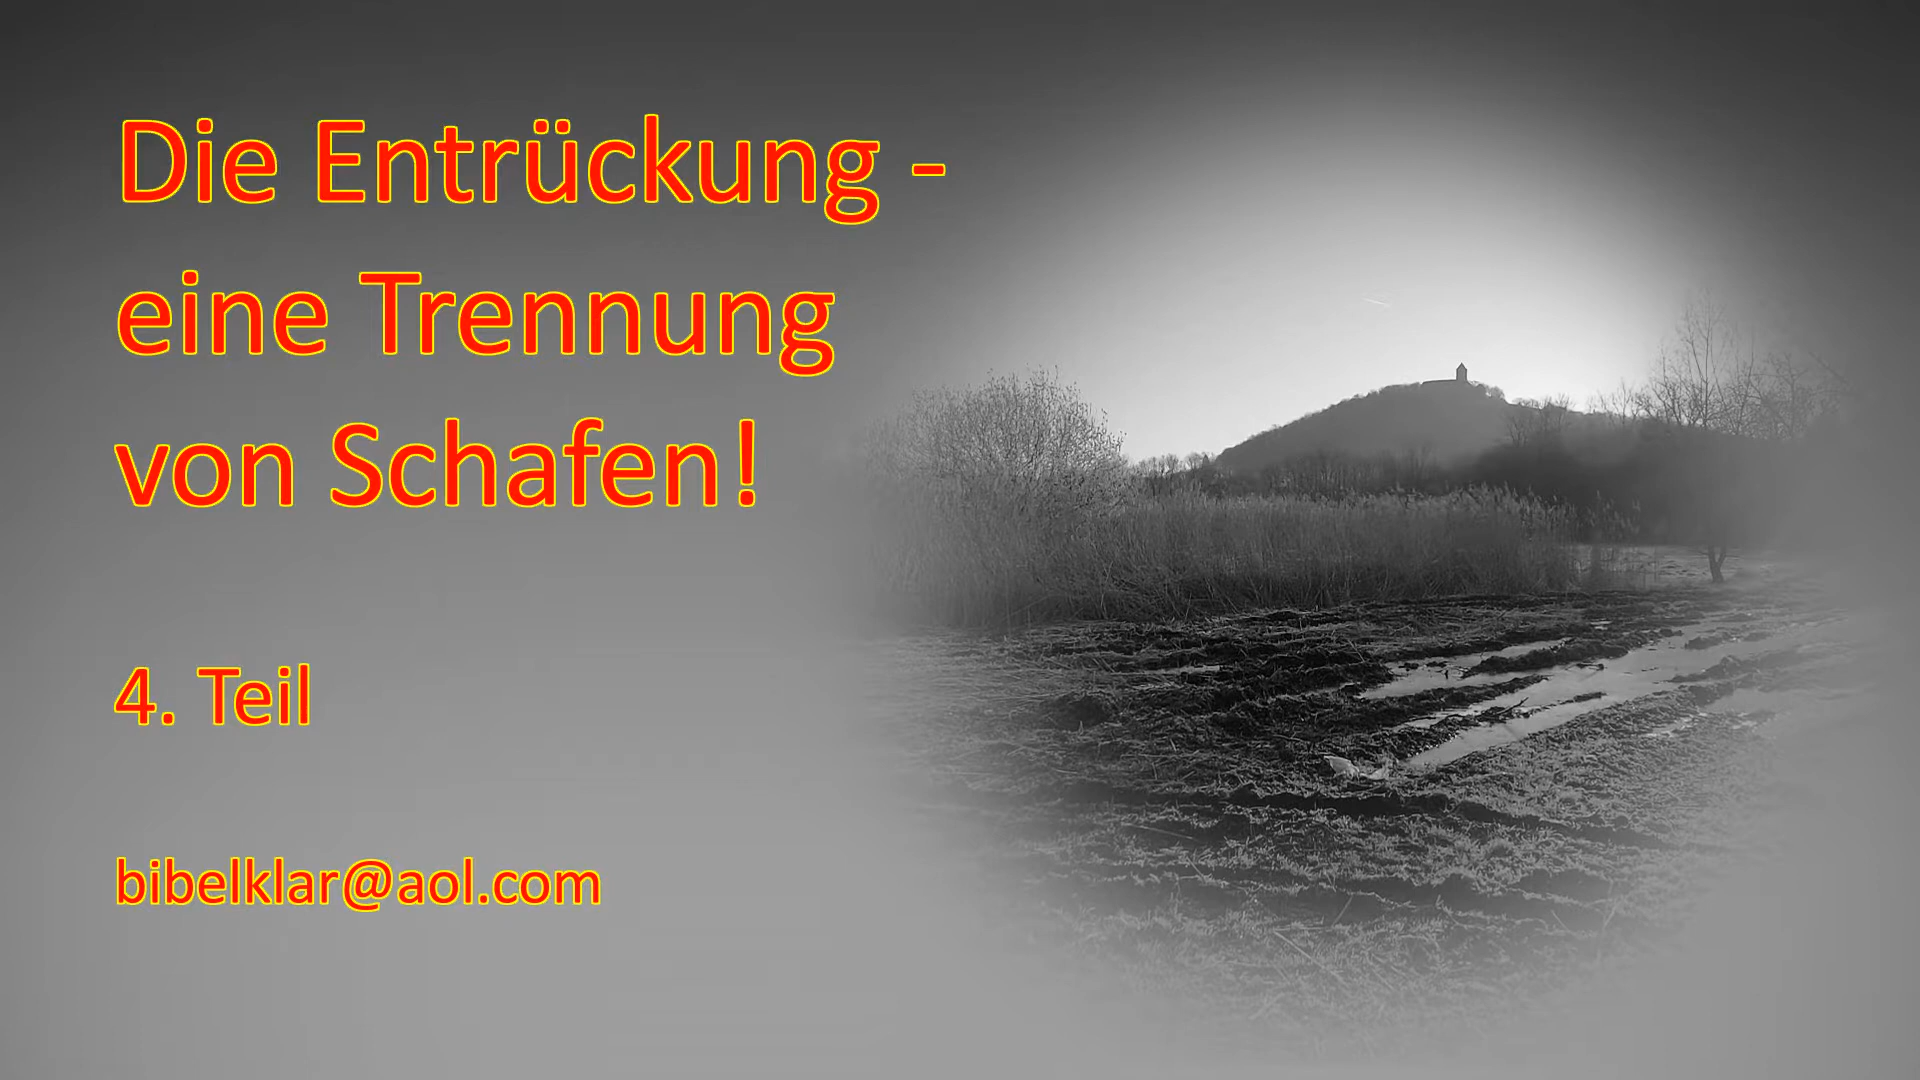 Die Entrückung -
eine Trennung
von Schafen!
4. Teil
bibelklar@aol.com